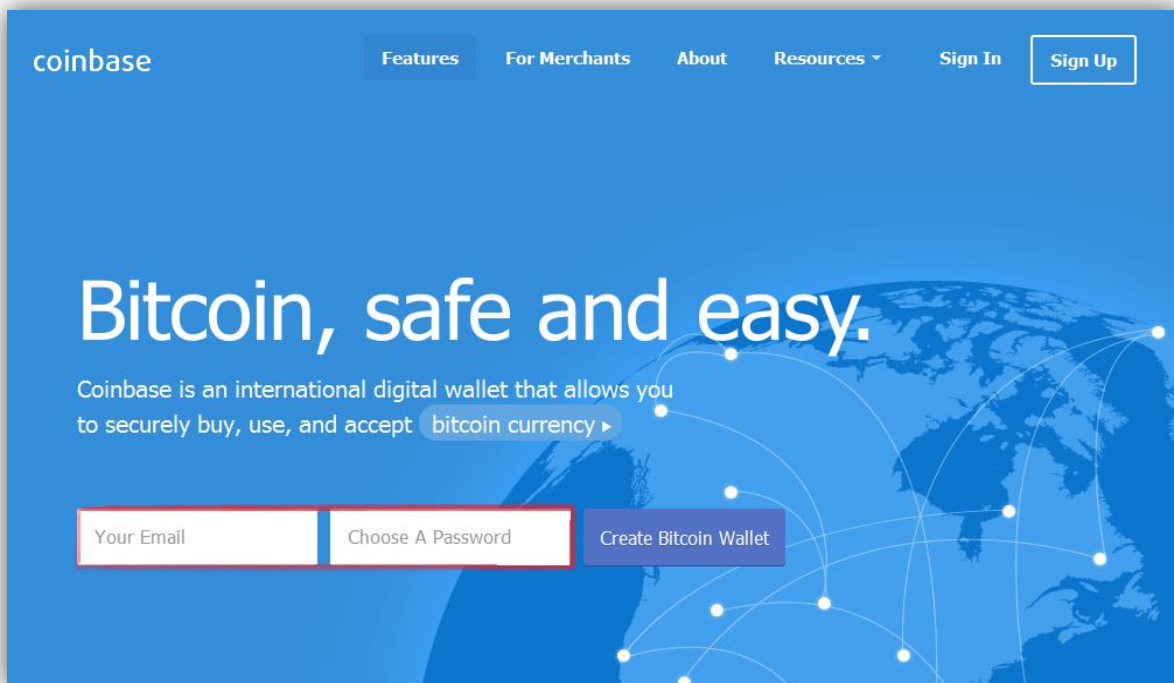 coinbase
Features
For Merchants
About
Resources
Sign In
Sign Up
Bitcoin, safe and easy.
Coinbase is an international digital wallet that allows you
to securely buy, use, and accept bitcoin currency ▸
Your Email
Choose A Password
Create Bitcoin Wallet